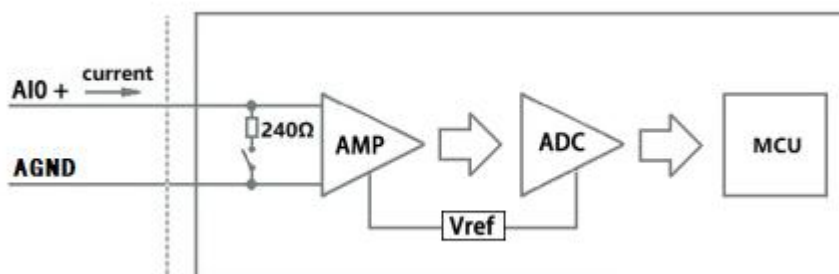 current
AI0 +
240Ω
AMP
ADC
MCU
AGND
Vref